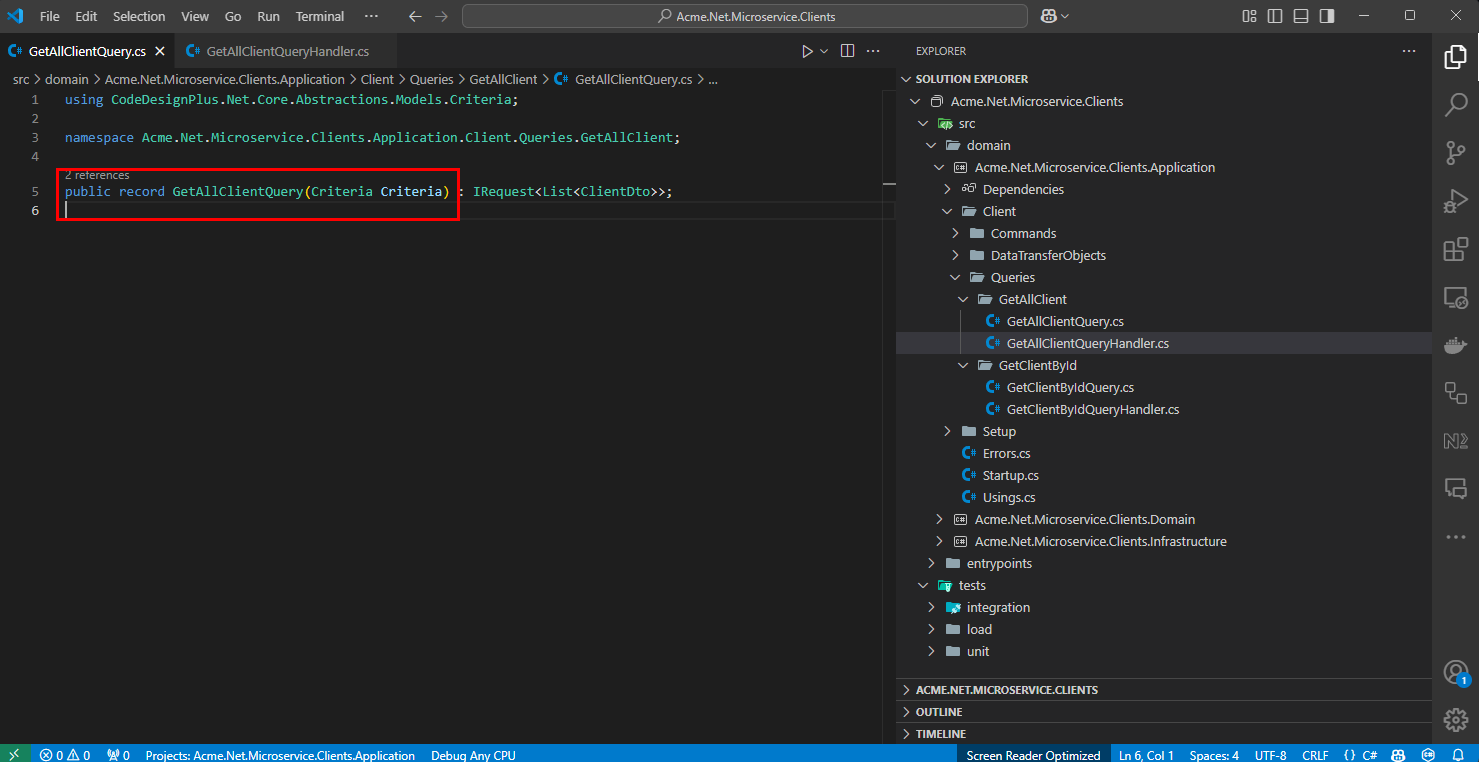 File Edit Selection View Go Run Terminal ··· Acme.Net.Microservice.Clients
GetAllClientQuery.cs GetAllClientQueryHandler.cs
src > domain > Acme.Net.Microservice.Clients.Application > Client > Queries > GetAllClient > C# GetAllClientQuery.cs > ...
1 using CodeDesignPlus.Net.Core.Abstractions.Models.Criteria;
2
3 namespace Acme.Net.Microservice.Clients.Application.Client.Queries.GetAllClient;
4
2 references
5 public record GetAllClientQuery(Criteria Criteria) : IRequest<List<ClientDto>>;
6
EXPLORER
SOLUTION EXPLORER
Acme.Net.Microservice.Clients
src
domain
Acme.Net.Microservice.Clients.Application
Dependencies
Client
Commands
DataTransferObjects
Queries
GetAllClient
C# GetAllClientQuery.cs
C# GetAllClientQueryHandler.cs
GetClientById
C# GetClientByIdQuery.cs
C# GetClientByIdQueryHandler.cs
Setup
C# Errors.cs
C# Startup.cs
C# Usings.cs
Acme.Net.Microservice.Clients.Domain
Acme.Net.Microservice.Clients.Infrastructure
entrypoints
tests
integration
load
unit
ACME.NET.MICROSERVICE.CLIENTS
OUTLINE
TIMELINE
1
0 0 0 Projects: Acme.Net.Microservice.Clients.Application Debug Any CPU Screen Reader Optimized Ln 6, Col 1 Spaces: 4 UTF-8 CRLF {} C#